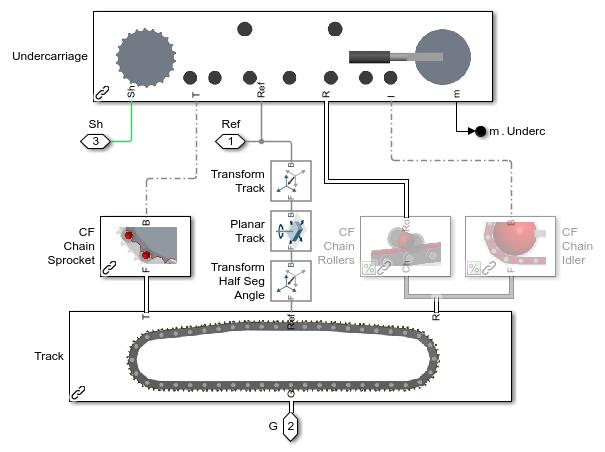 Undercarriage
Sh
T
Ref
R
I
m
Sh
3
Ref
1
m . Underc
B
Transform
Track
F
B
Planar
Track
F
B
Transform
Half Seg
Angle
F
CF
Chain
Sprocket
B
F
CF
Chain
Rollers
Ro
Ch
%
CF
Chain
Idler
B
F
%
Track
T
Ref
R
G
G
2